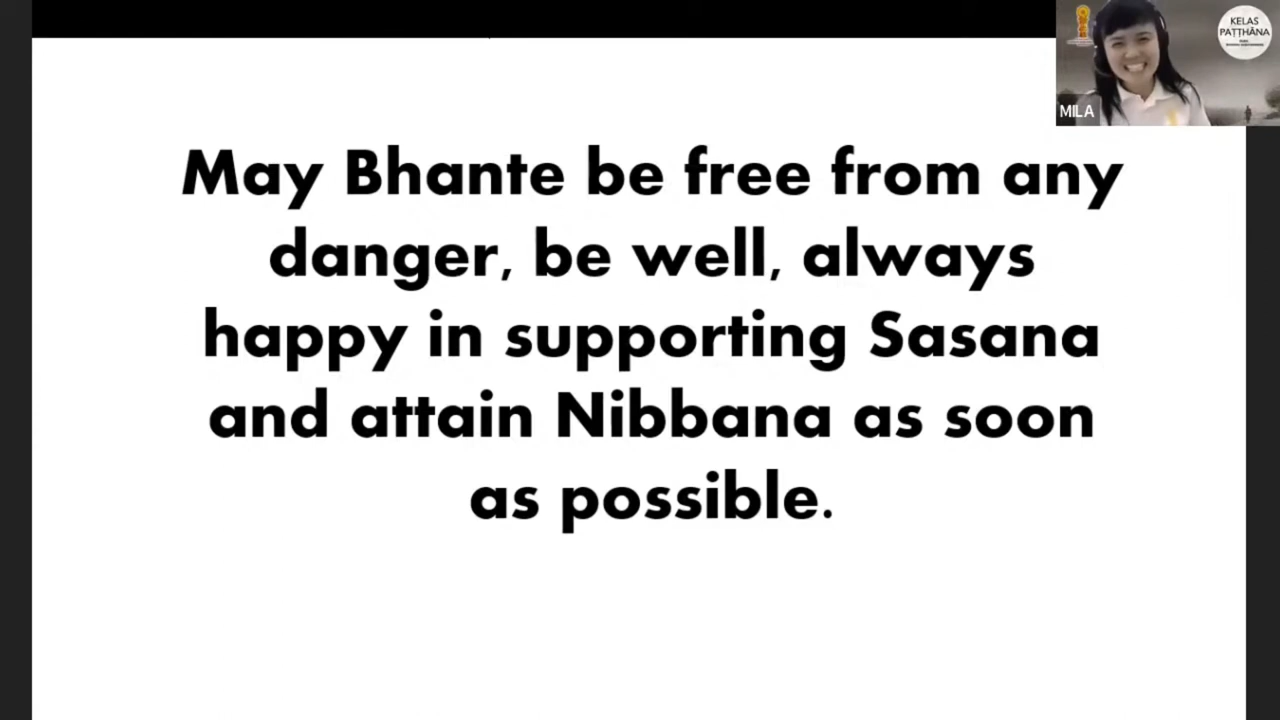 KELAS
PAṬṬHĀNA
MILA
May Bhante be free from any
danger, be well, always
happy in supporting Sasana
and attain Nibbana as soon
as possible.